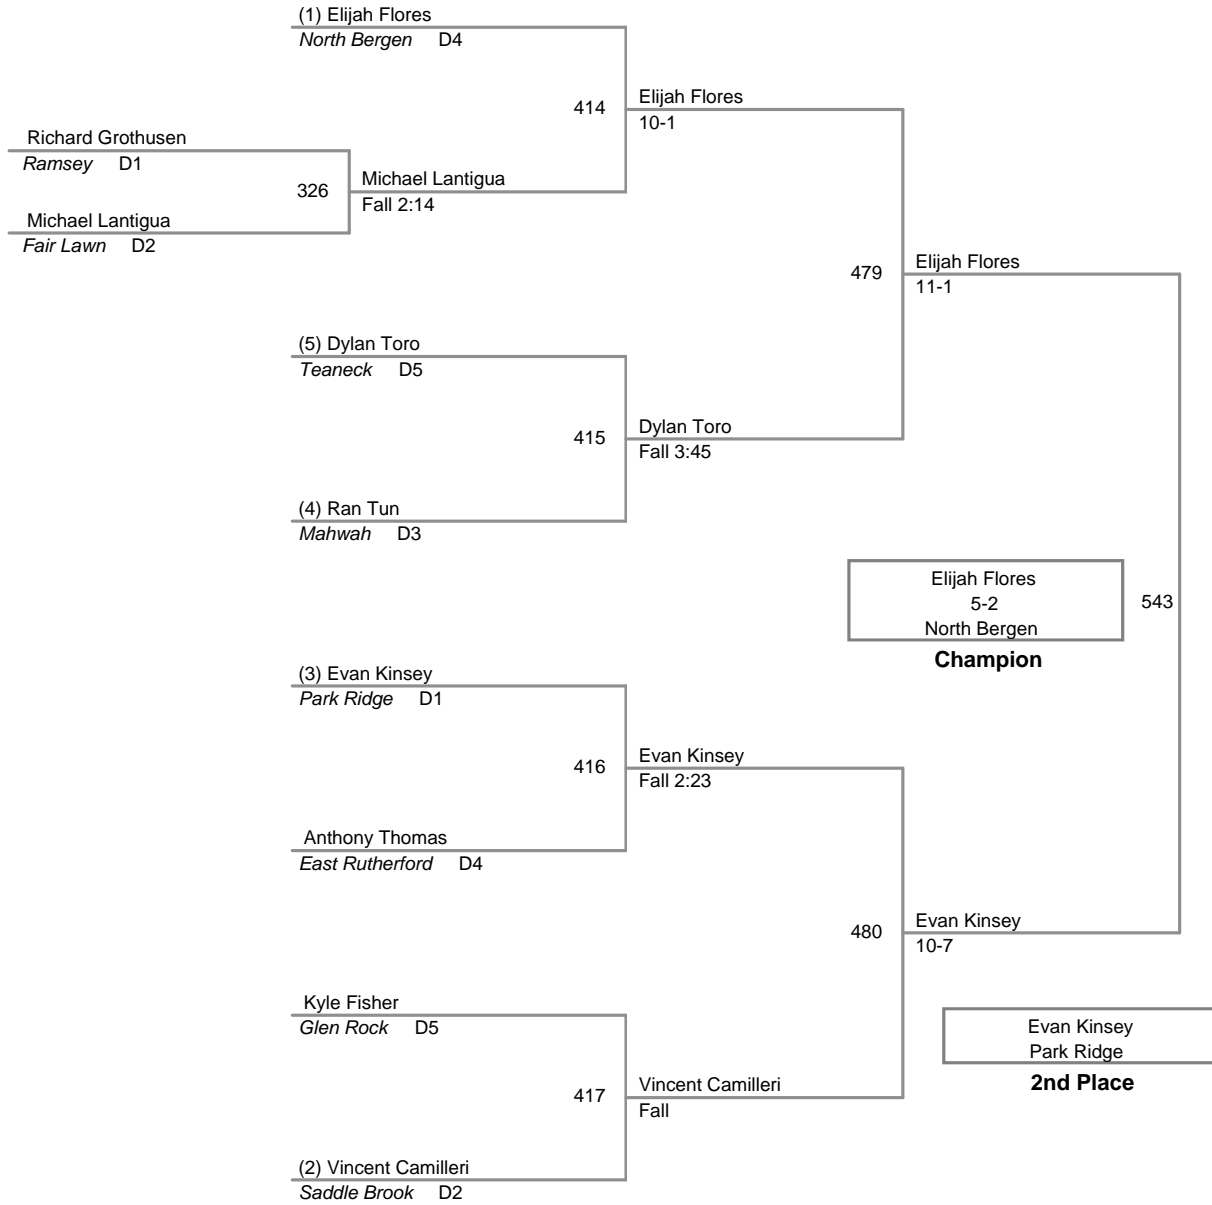 (1) Elijah Flores
North Bergen D4
414
Elijah Flores
10-1
Richard Grothusen
Ramsey D1
326
Michael Lantigua
Fall 2:14
Michael Lantigua
Fair Lawn D2
479
Elijah Flores
11-1
(5) Dylan Toro
Teaneck D5
415
Dylan Toro
Fall 3:45
(4) Ran Tun
Mahwah D3
Elijah Flores
5-2
North Bergen
Champion
543
(3) Evan Kinsey
Park Ridge D1
416
Evan Kinsey
Fall 2:23
Anthony Thomas
East Rutherford D4
480
Evan Kinsey
10-7
Kyle Fisher
Glen Rock D5
Evan Kinsey
Park Ridge
2nd Place
417
Vincent Camilleri
Fall
(2) Vincent Camilleri
Saddle Brook D2